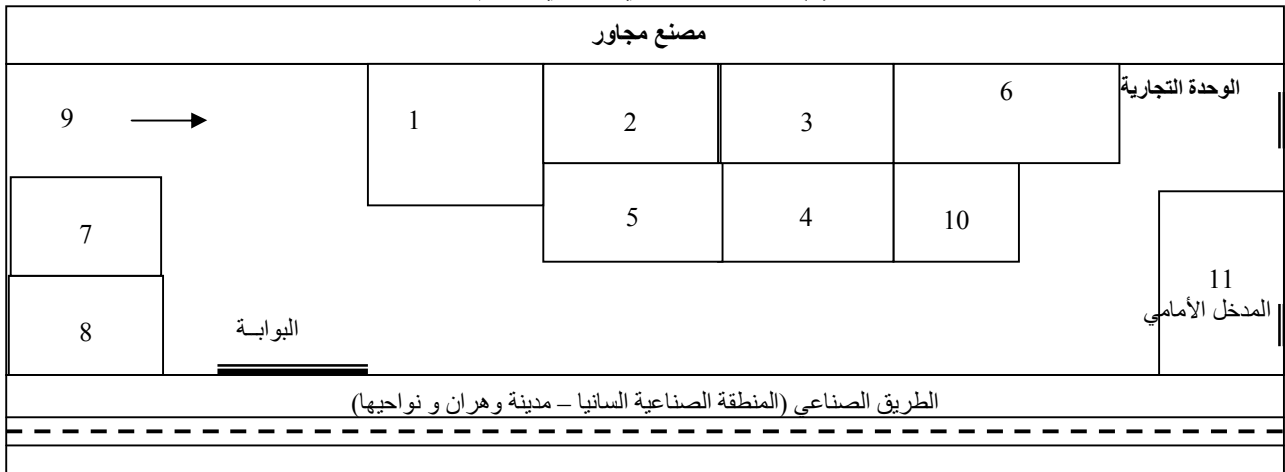 مصنع مجاور
الوحدة التجارية
6
1
2
3
9
5
4
10
7
11
المدخل الأمامي
8
البوابــة
الطريق الصناعي (المنطقة الصناعية السانيا – مدينة وهران و نواحيها)